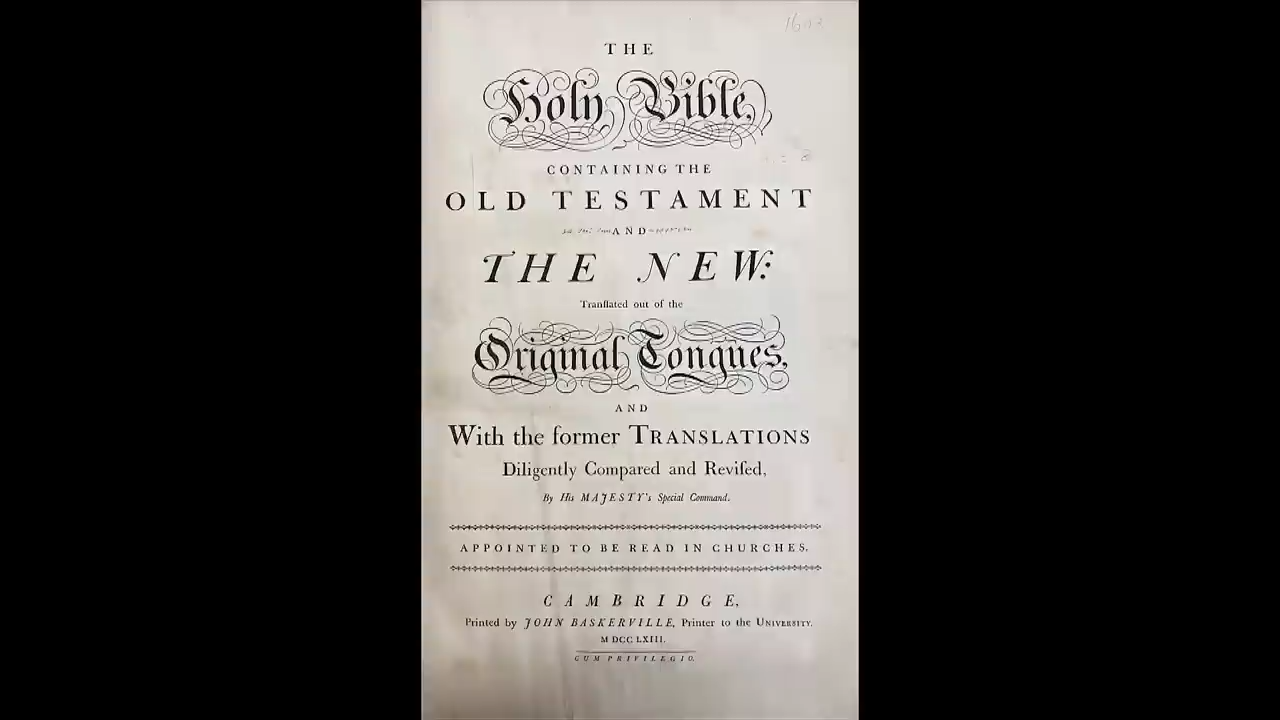 THE
Holy Bible,
CONTAINING THE
OLD TESTAMENT
AND
THE NEW:
Tranſlated out of the
Original Tongues,
AND
With the former TRANSLATIONS
Diligently Compared and Reviſed,
By His MAJESTY's Special Command.
APPOINTED TO BE READ IN CHURCHES.
CAMBRIDGE,
Printed by JOHN BASKERVILLE, Printer to the UNIVERSITY.
M DCC LXIII.
CUM PRIVILEGIO.